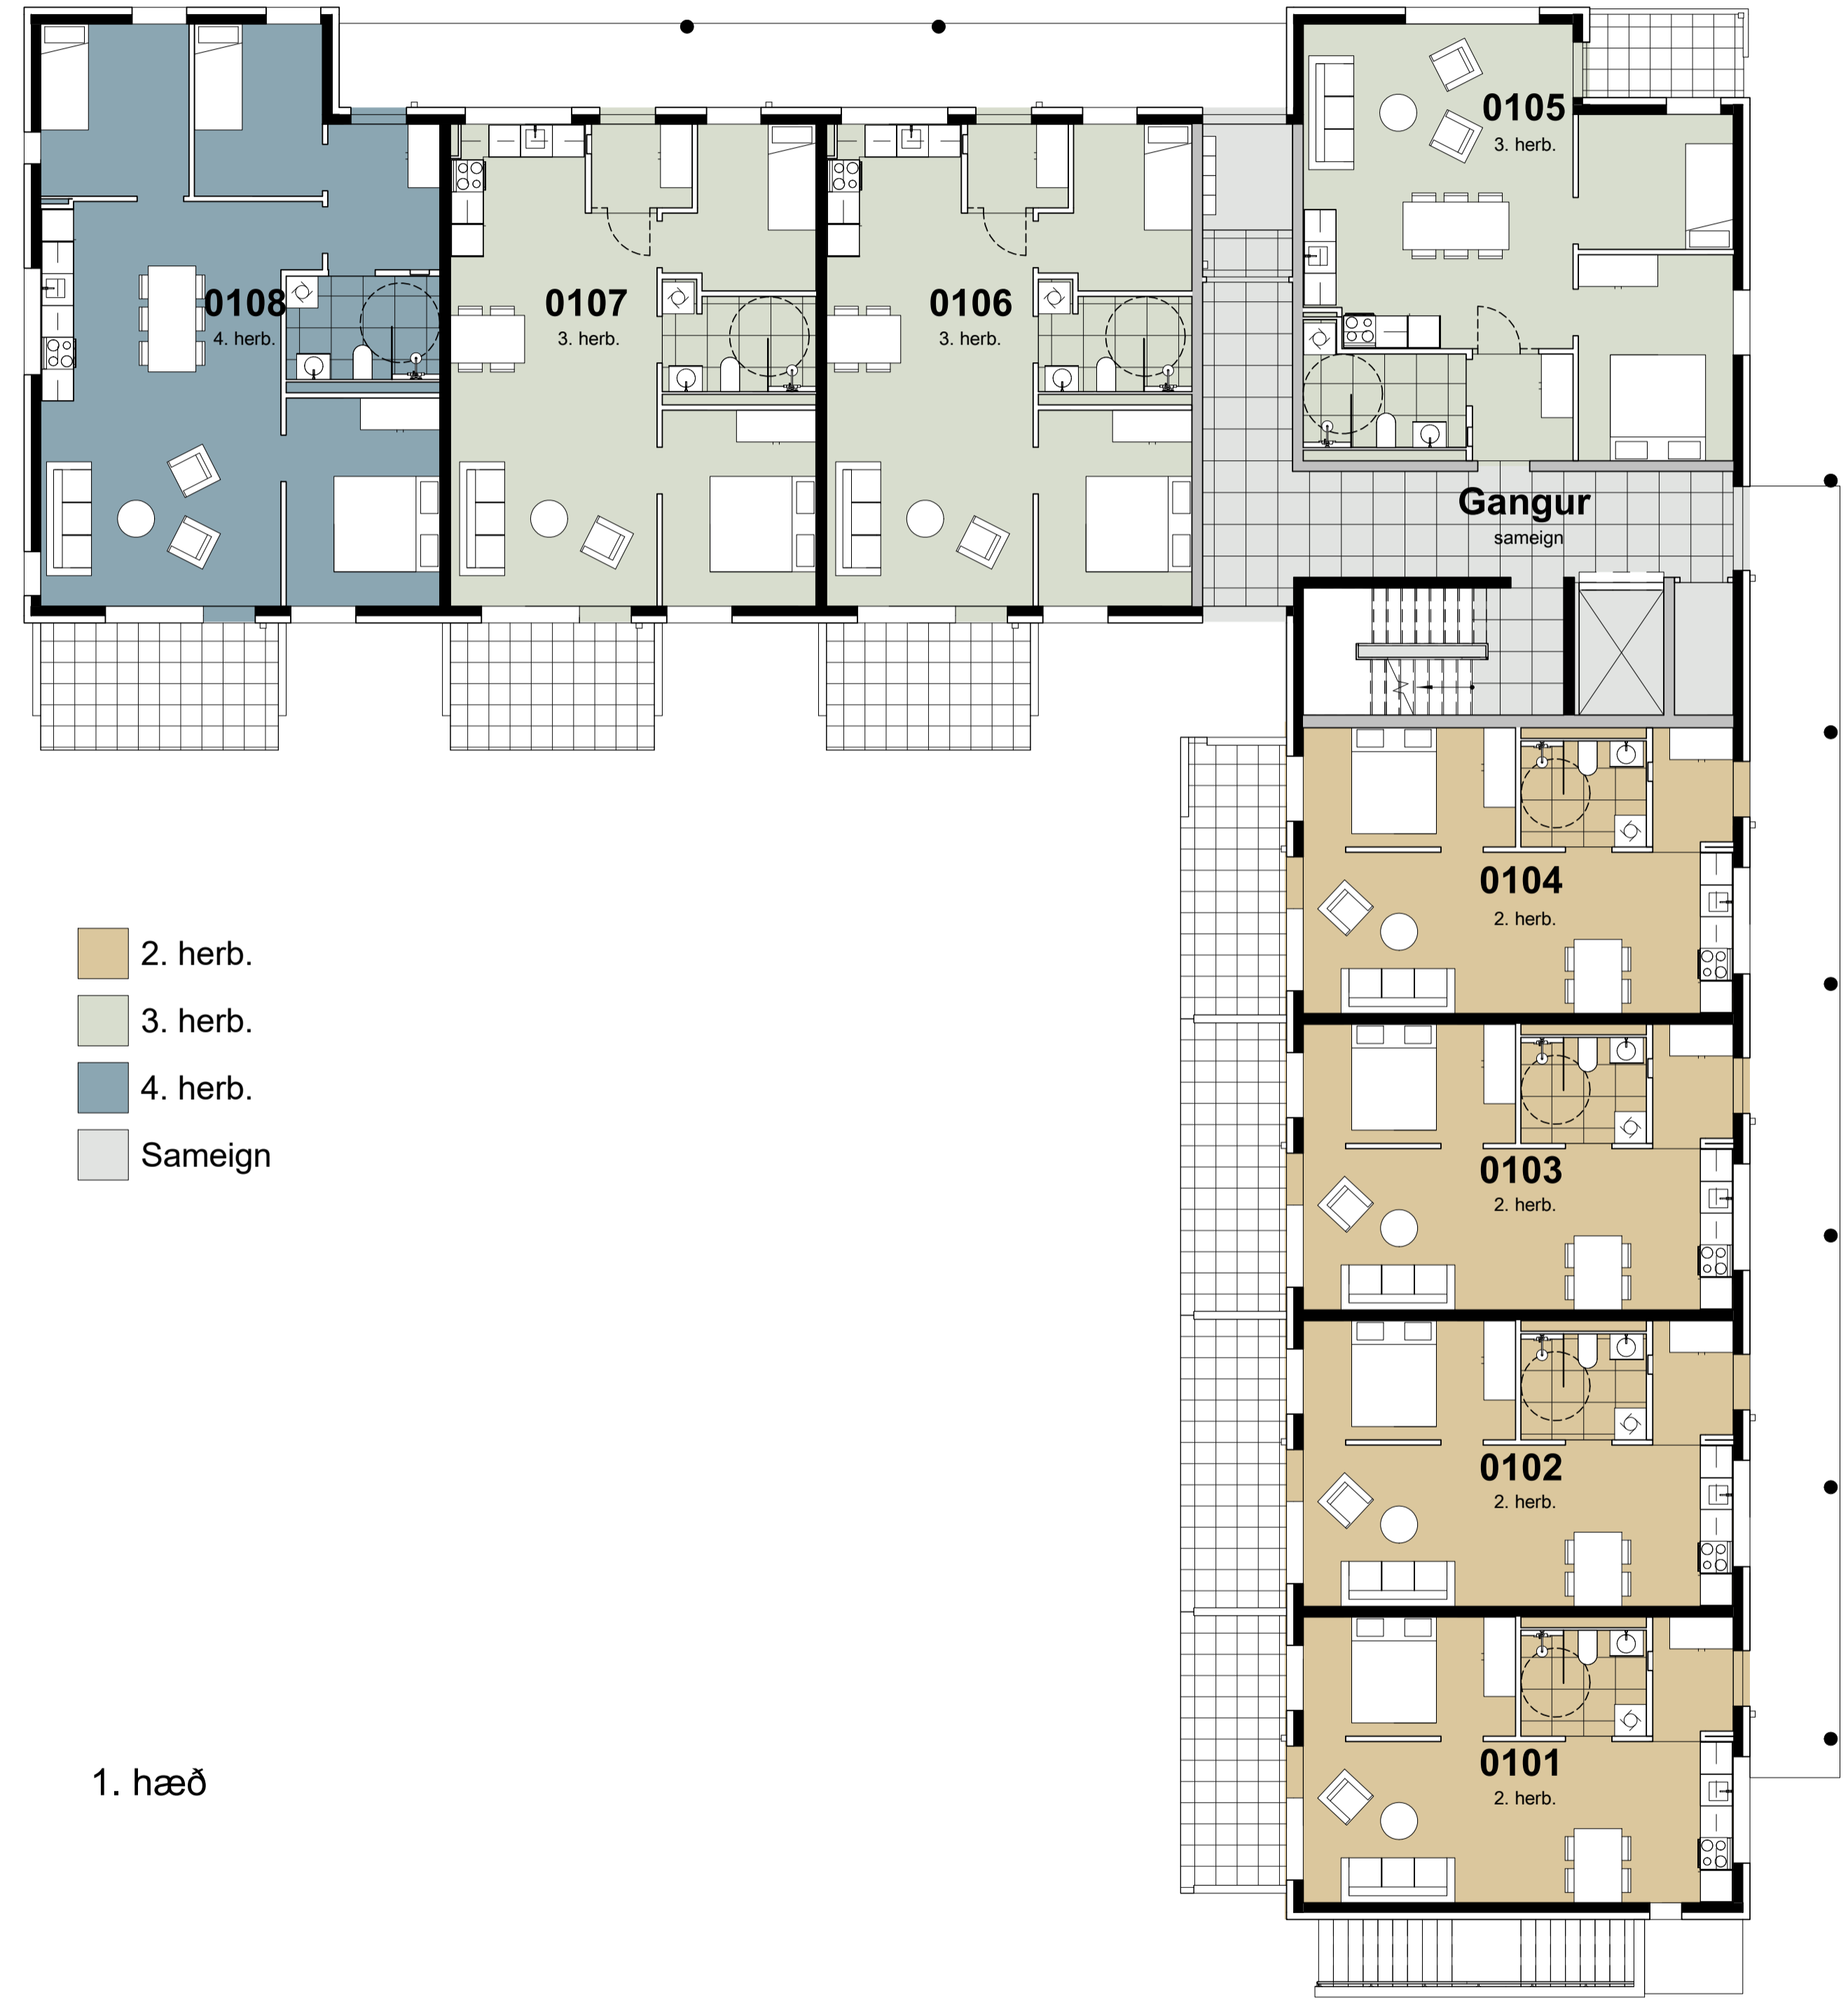 0105
3. herb.
0108
4. herb.
0107
3. herb.
0106
3. herb.
Gangur
sameign
0104
2. herb.
2. herb.
3. herb.
4. herb.
Sameign
0103
2. herb.
0102
2. herb.
0101
2. herb.
1. hæð